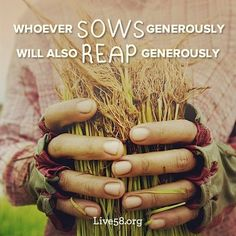 WHOEVER SOWS GENEROUSLY
WILL ALSO REAP GENEROUSLY
Live58.org